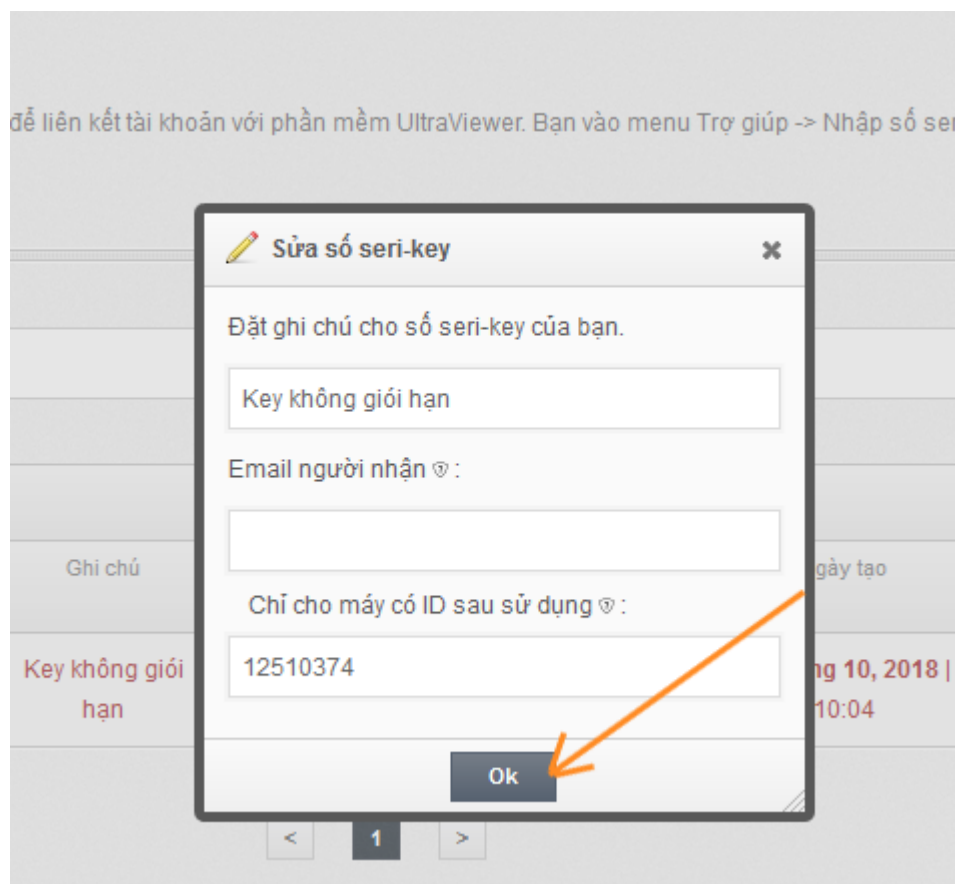 để liên kết tài khoản với phần mềm UltraViewer. Bạn vào menu Trợ giúp -> Nhập số ser
Sửa số seri-key
Đặt ghi chú cho số seri-key của bạn.
Key không giói hạn
Email người nhận :
Ghi chú
gày tạo
Chỉ cho máy có ID sau sử dụng :
Key không giói
hạn
12510374
ng 10, 2018 |
10:04
Ok
< 1 >